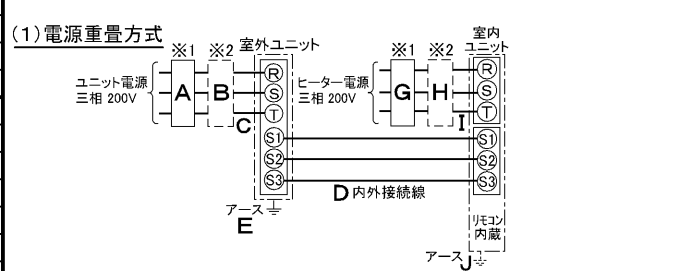 (1)電源重畳方式
※1 ※2 室外ユニット
ユニット電源
三相 200V
A
B
C
R
S
T
S1
S2
S3
アース
E
D 内外接続線
※1 ※2 室内
ユニット
ヒーター電源
三相 200V
G
H
I
R
S
T
S1
S2
S3
リモコン
内蔵
アース
J